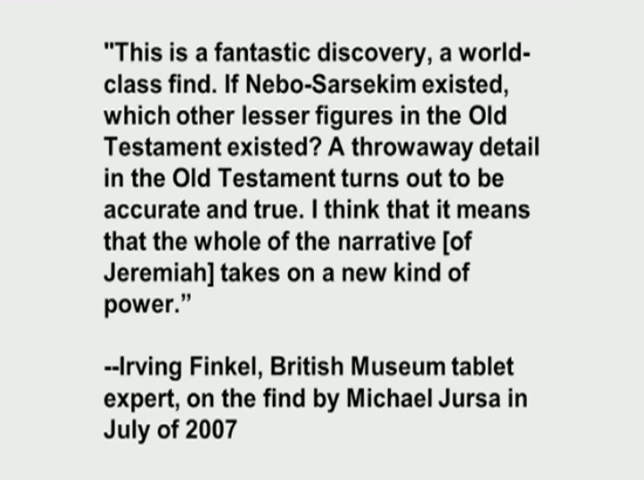 "This is a fantastic discovery, a world-
class find. If Nebo-Sarsekim existed,
which other lesser figures in the Old
Testament existed? A throwaway detail
in the Old Testament turns out to be
accurate and true. I think that it means
that the whole of the narrative [of
Jeremiah] takes on a new kind of
power.”
--Irving Finkel, British Museum tablet
expert, on the find by Michael Jursa in
July of 2007